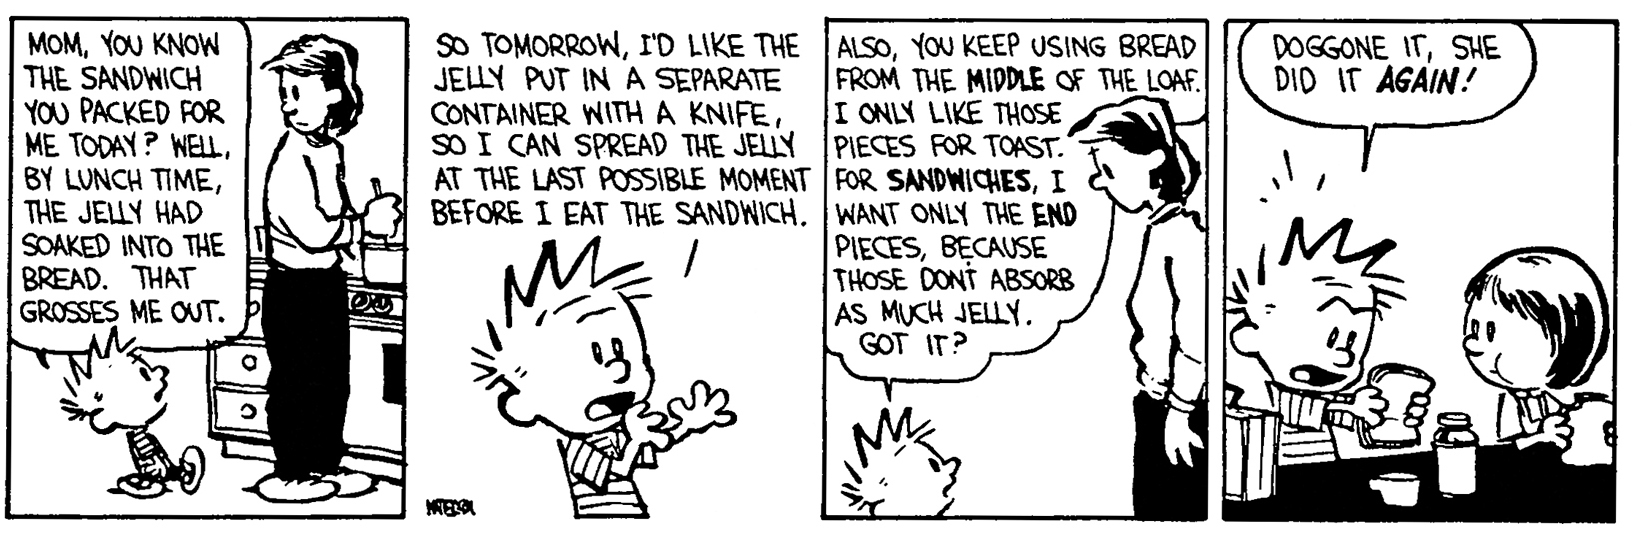 MOM, YOU KNOW
THE SANDWICH
YOU PACKED FOR
ME TODAY? WELL,
BY LUNCH TIME,
THE JELLY HAD
SOAKED INTO THE
BREAD. THAT
GROSSES ME OUT.
SO TOMORROW, I'D LIKE THE
JELLY PUT IN A SEPARATE
CONTAINER WITH A KNIFE,
SO I CAN SPREAD THE JELLY
AT THE LAST POSSIBLE MOMENT
BEFORE I EAT THE SANDWICH.
WATTERSON
ALSO, YOU KEEP USING BREAD
FROM THE MIDDLE OF THE LOAF.
I ONLY LIKE THOSE
PIECES FOR TOAST.
FOR SANDWICHES, I
WANT ONLY THE END
PIECES, BECAUSE
THOSE DON'T ABSORB
AS MUCH JELLY.
GOT IT?
DOGGONE IT, SHE
DID IT AGAIN!